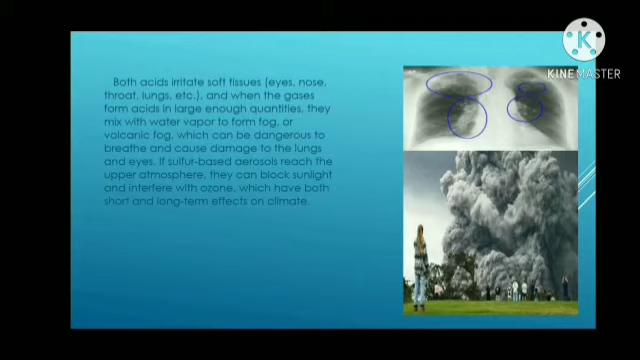 Both acids irritate soft tissues (eyes, nose,
throat, lungs, etc.), and when the gases
form acids in large enough quantities, they
mix with water vapor to form fog, or
volcanic fog, which can be dangerous to
breathe and cause damage to the lungs
and eyes. If sulfur-based aerosols reach the
upper atmosphere, they can block sunlight
and interfere with ozone, which have both
short and long-term effects on climate.
K
KINEMASTER